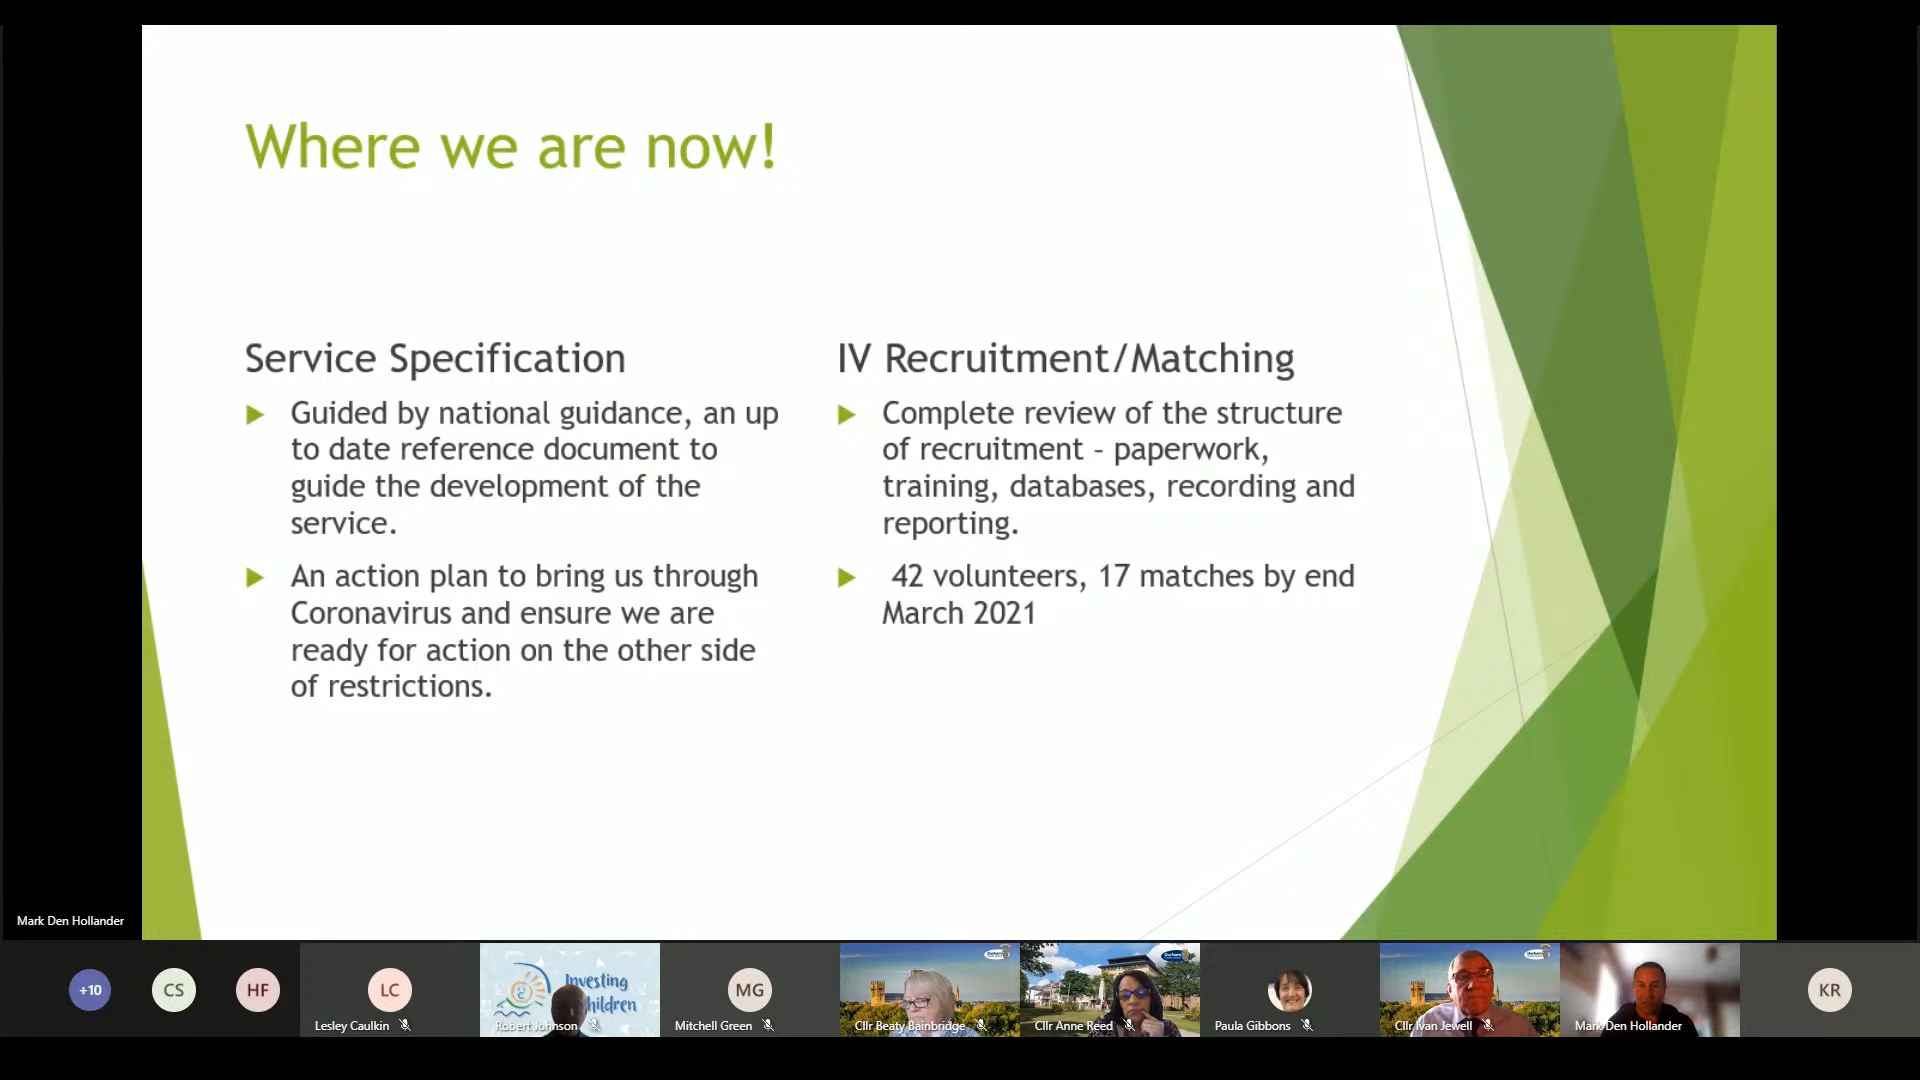 Where we are now!
Service Specification
Guided by national guidance, an up
to date reference document to
guide the development of the
service.
An action plan to bring us through
Coronavirus and ensure we are
ready for action on the other side
of restrictions.
IV Recruitment/Matching
Complete review of the structure
of recruitment - paperwork,
training, databases, recording and
reporting.
42 volunteers, 17 matches by end
March 2021
Mark Den Hollander
+10
CS
HF
LC
Lesley Caulkin
Investing
Children
Robert Johnson
MG
Mitchell Green
Cllr Beaty Bainbridge
Durham
Cllr Anne Reed
Paula Gibbons
Cllr Ivan Jewell
Mark Den Hollander
KR